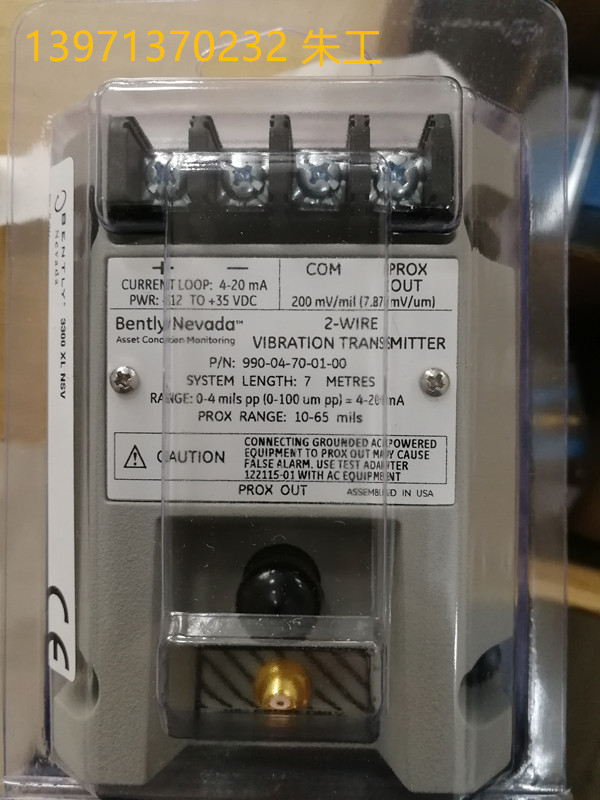 13971370232 朱工
+ − COM PROX
CURRENT LOOP: 4-20 mA OUT
PWR: +12 TO +35 VDC 200 mV/mil (7.87 mV/um)
Bently Nevada™ 2-WIRE
Asset Condition Monitoring VIBRATION TRANSMITTER
P/N: 990-04-70-01-00
SYSTEM LENGTH: 7 METRES
RANGE: 0-4 mils pp (0-100 um pp) = 4-20 mA
PROX RANGE: 10-65 mils
CAUTION
CONNECTING GROUNDED AC POWERED
EQUIPMENT TO PROX OUT MAY CAUSE
FALSE ALARM. USE TEST ADAPTER
122115-01 WITH AC EQUIPMENT
PROX OUT ASSEMBLED IN USA
BENTLY
Nevada
3300 XL NSV
CE